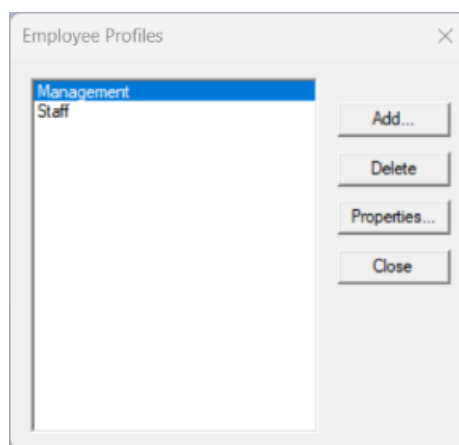 Employee Profiles
Management
Staff
Add...
Delete
Properties...
Close